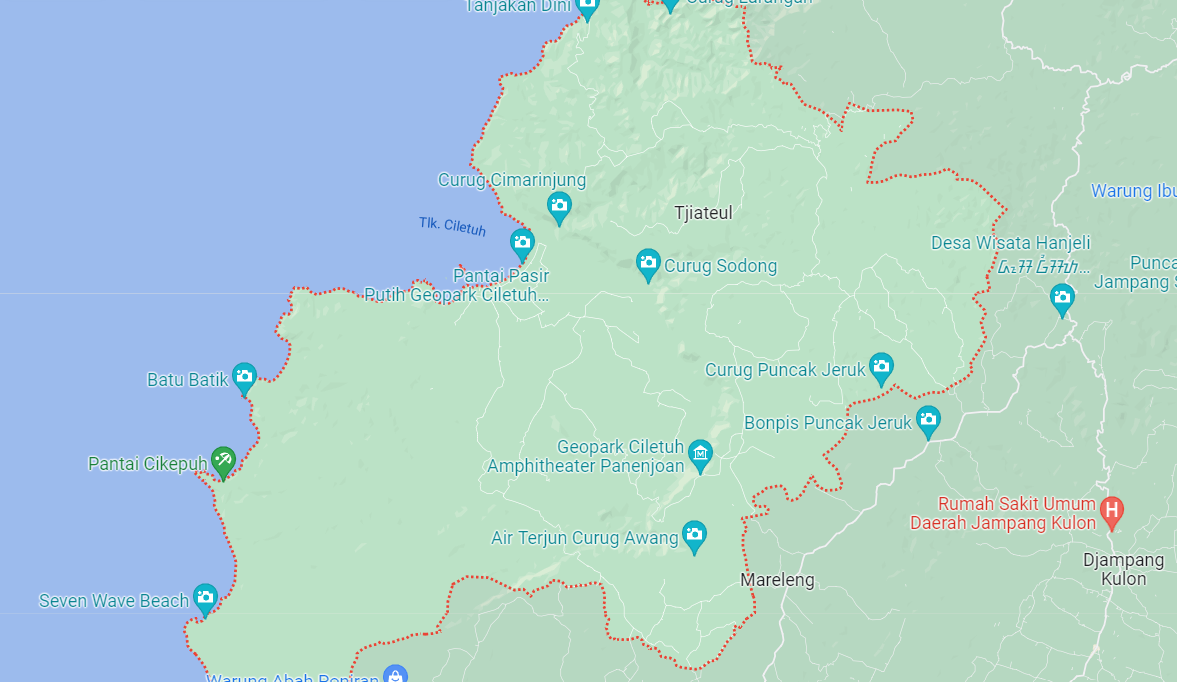 Tanjakan Dini
Curug Larangan
Curug Cimarinjung
Tjiateul
Warung Ibu
Tlk. Ciletuh
Desa Wisata Hanjeli
Pantai Pasir
Putih Geopark Ciletuh...
Curug Sodong
Punca
Jampang S
Batu Batik
Curug Puncak Jeruk
Bonpis Puncak Jeruk
Geopark Ciletuh
Amphitheater Panenjoan
Pantai Cikepuh
Rumah Sakit Umum
Daerah Jampang Kulon
H
Air Terjun Curug Awang
Djampang
Kulon
Mareleng
Seven Wave Beach
Warung Abah Poniran